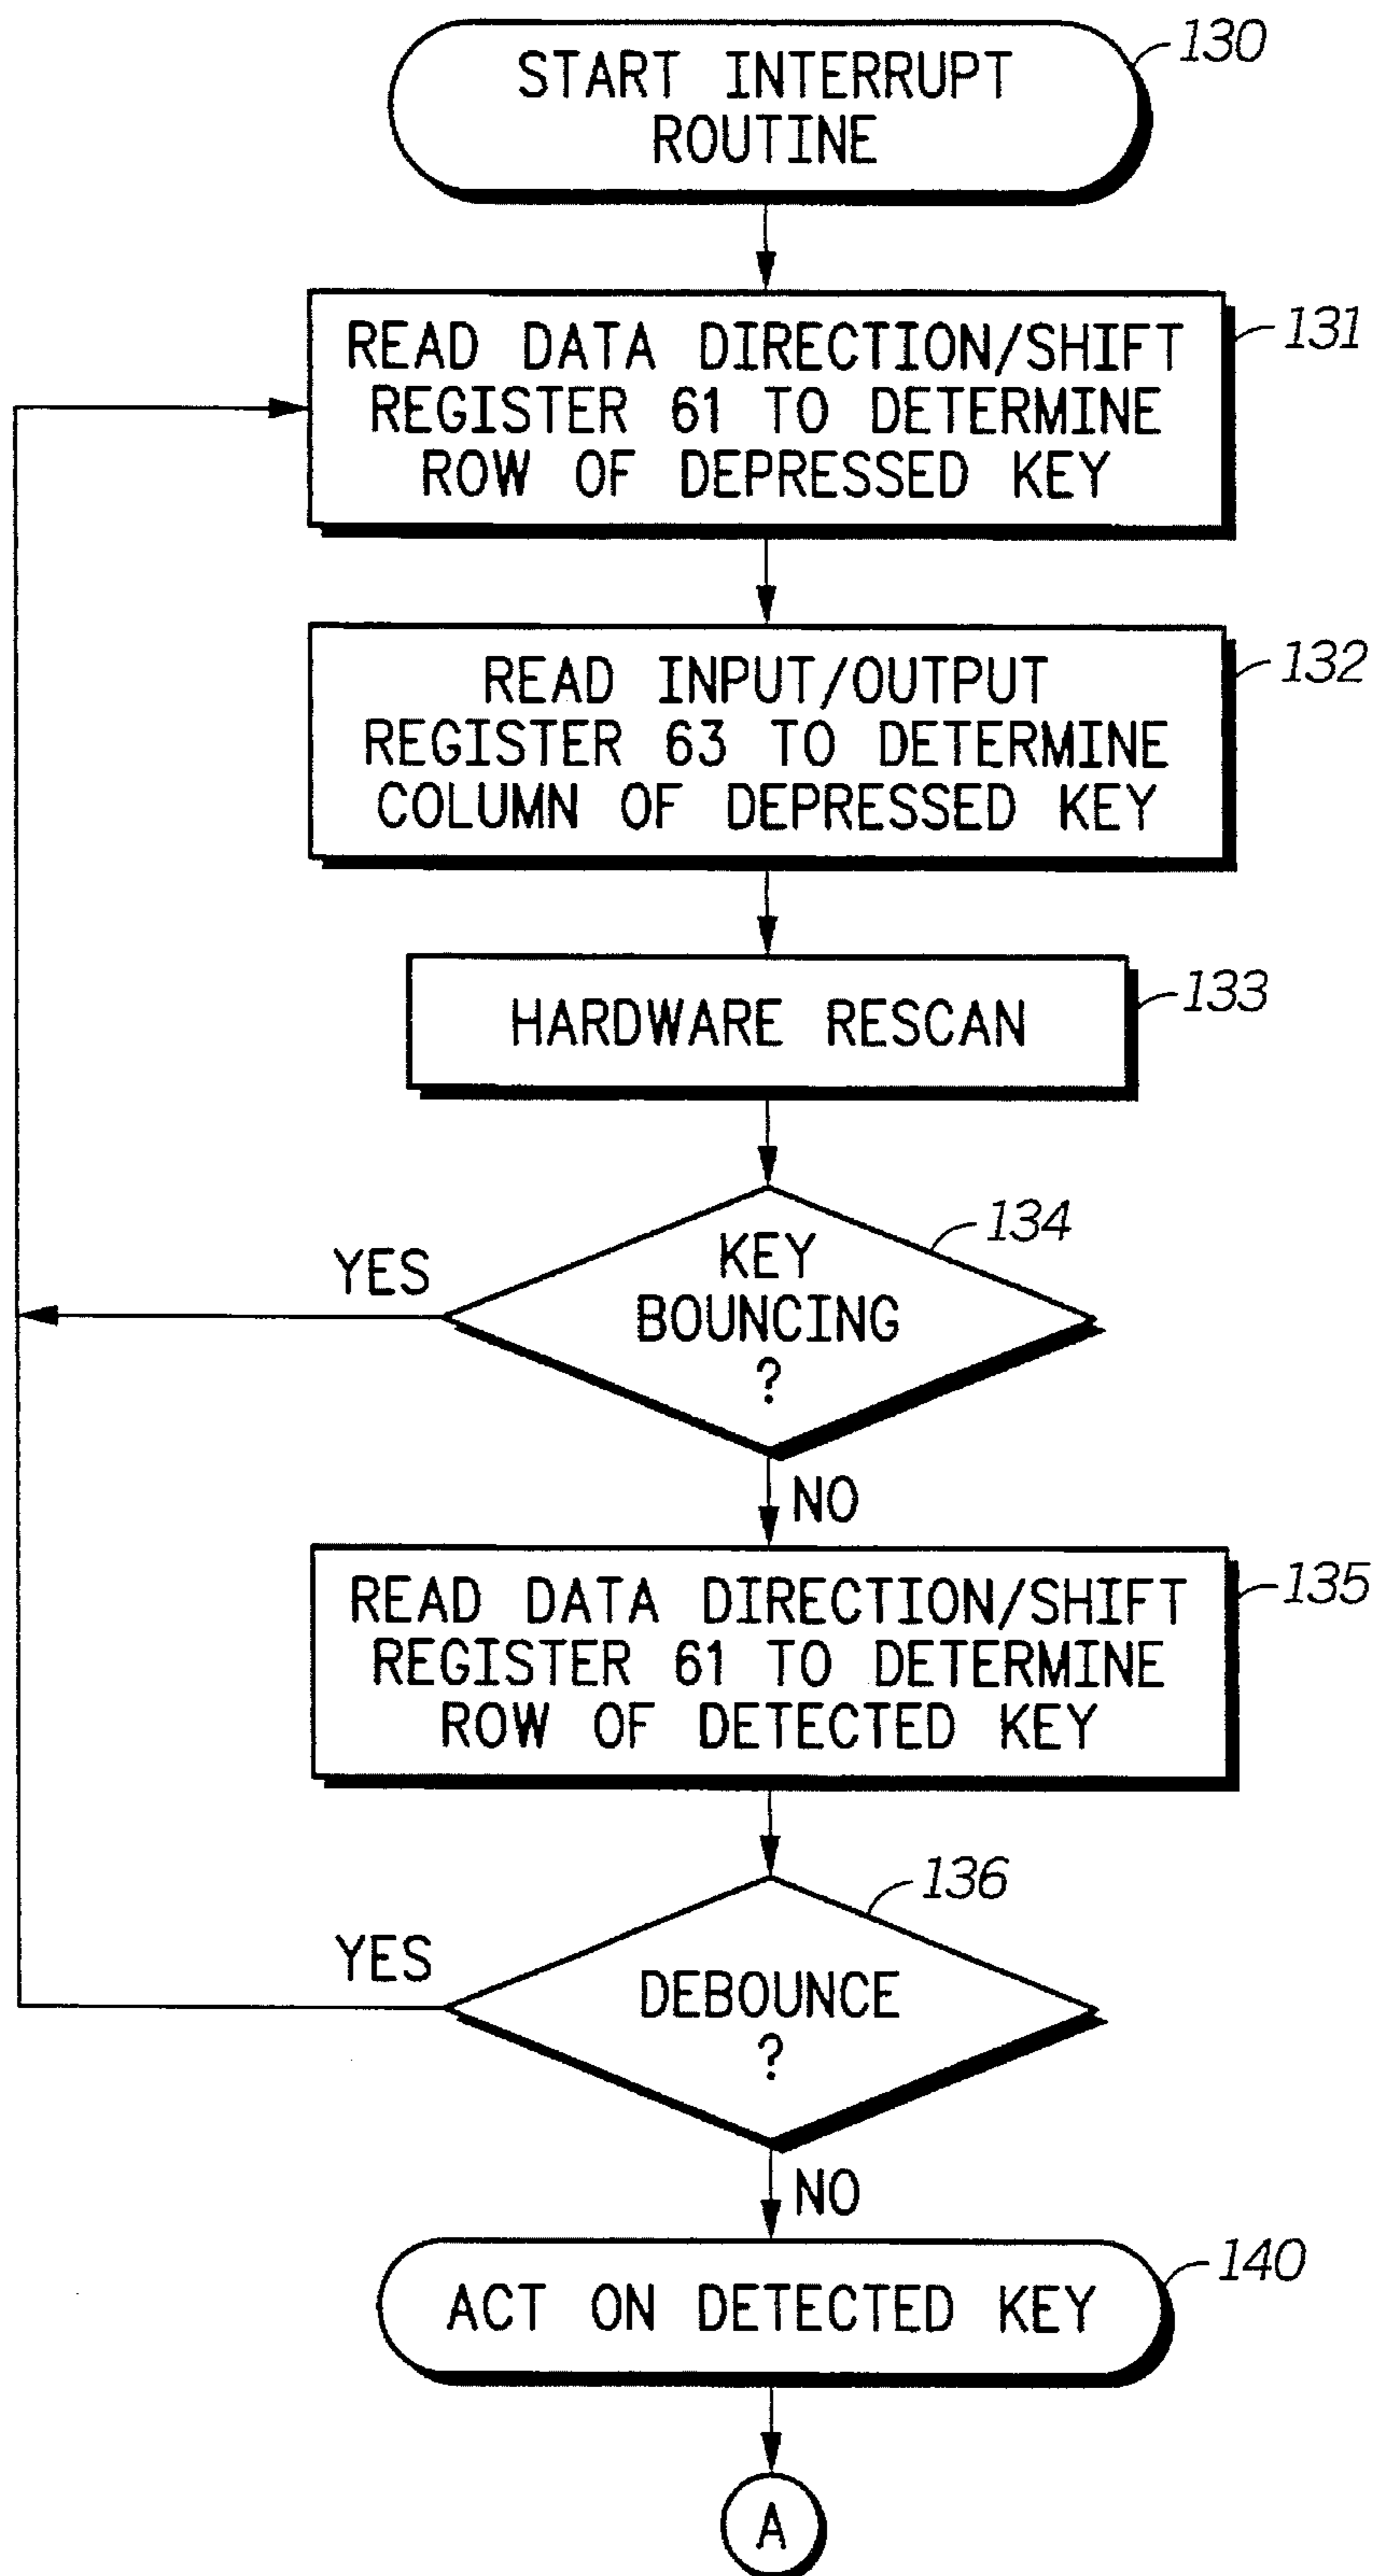 START INTERRUPT
ROUTINE
130
READ DATA DIRECTION/SHIFT
REGISTER 61 TO DETERMINE
ROW OF DEPRESSED KEY
131
READ INPUT/OUTPUT
REGISTER 63 TO DETERMINE
COLUMN OF DEPRESSED KEY
132
HARDWARE RESCAN
133
KEY
BOUNCING
?
134
YES
NO
READ DATA DIRECTION/SHIFT
REGISTER 61 TO DETERMINE
ROW OF DETECTED KEY
135
DEBOUNCE
?
136
YES
NO
ACT ON DETECTED KEY
140
A